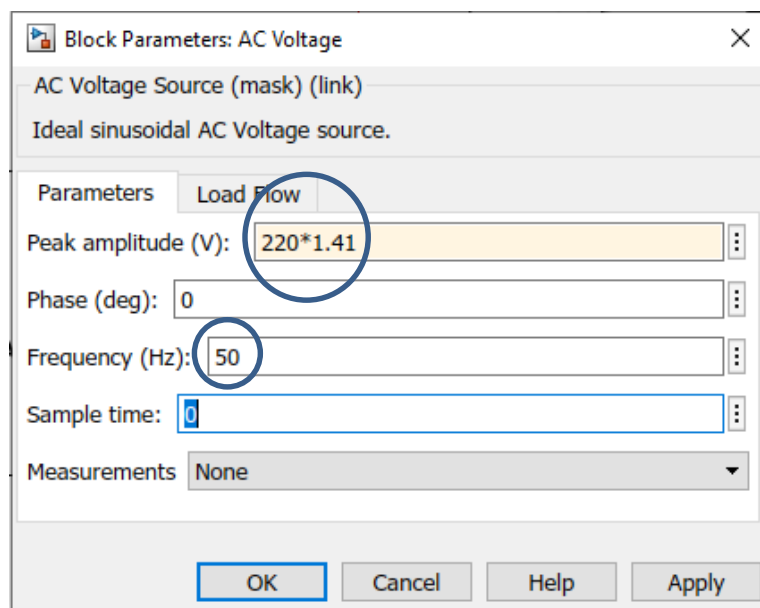 Block Parameters: AC Voltage
AC Voltage Source (mask) (link)
Ideal sinusoidal AC Voltage source.
Parameters Load Flow
Peak amplitude (V): 220*1.41
Phase (deg): 0
Frequency (Hz): 50
Sample time: 0
Measurements None
OK Cancel Help Apply